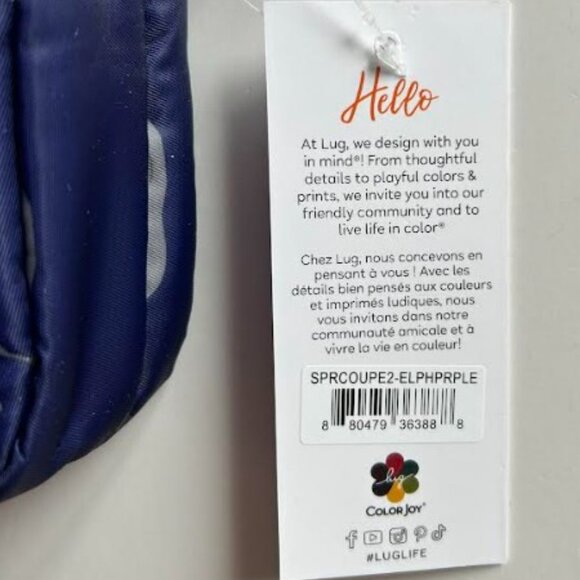 Hello
At Lug, we design with you
in mind®! From thoughtful
details to playful colors &
prints, we invite you into our
friendly community and to
live life in color®
Chez Lug, nous concevons en
pensant à vous ! Avec les
détails bien pensés aux couleurs
et imprimés ludiques, nous
vous invitons dans notre
communauté amicale et à
vivre la vie en couleur!
SPRCOUPE2-ELPHPRPLE
8 80479 36388 8
lug
COLORJOY®
#LUGLIFE